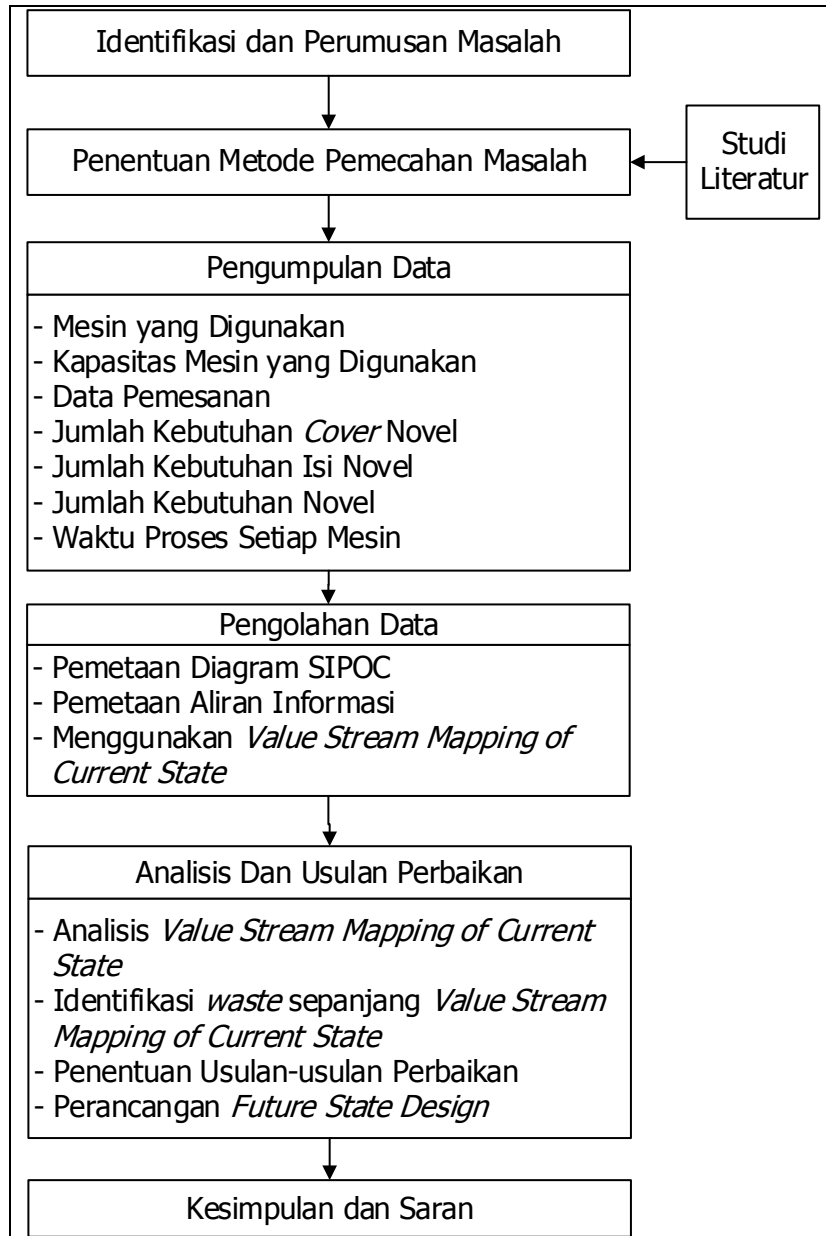 Identifikasi dan Perumusan Masalah
Penentuan Metode Pemecahan Masalah
Studi
Literatur
Pengumpulan Data
- Mesin yang Digunakan
- Kapasitas Mesin yang Digunakan
- Data Pemesanan
- Jumlah Kebutuhan Cover Novel
- Jumlah Kebutuhan Isi Novel
- Jumlah Kebutuhan Novel
- Waktu Proses Setiap Mesin
Pengolahan Data
- Pemetaan Diagram SIPOC
- Pemetaan Aliran Informasi
- Menggunakan Value Stream Mapping of
Current State
Analisis Dan Usulan Perbaikan
- Analisis Value Stream Mapping of Current
State
- Identifikasi waste sepanjang Value Stream
Mapping of Current State
- Penentuan Usulan-usulan Perbaikan
- Perancangan Future State Design
Kesimpulan dan Saran